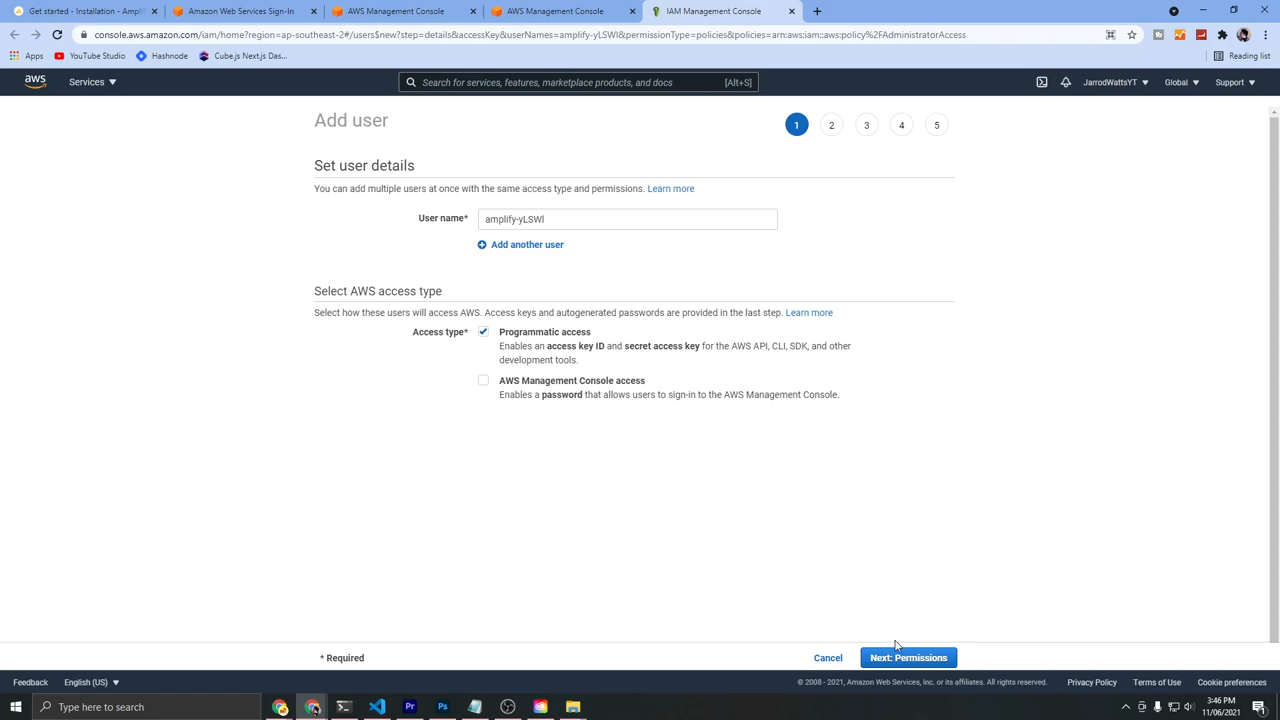 Get started - Installation - Ampli
Amazon Web Services Sign-In
AWS Management Console
AWS Management Console
IAM Management Console
console.aws.amazon.com/iam/home?region=ap-southeast-2#/users$new?step=details&accessKey&userNames=amplify-yLSWl&permissionType=policies&policies=arn:aws:iam::aws:policy%2FAdministratorAccess
Apps
YouTube Studio
Hashnode
Cube.js Next.js Das...
Reading list
aws
Services
Search for services, features, marketplace products, and docs
[Alt+S]
JarrodWattsYT
Global
Support
Add user
1
2
3
4
5
Set user details
You can add multiple users at once with the same access type and permissions. Learn more
User name*
amplify-yLSWl
Add another user
Select AWS access type
Select how these users will access AWS. Access keys and autogenerated passwords are provided in the last step. Learn more
Access type*
Programmatic access
Enables an access key ID and secret access key for the AWS API, CLI, SDK, and other
development tools.
AWS Management Console access
Enables a password that allows users to sign-in to the AWS Management Console.
* Required
Cancel
Next: Permissions
Feedback
English (US)
© 2008 - 2021, Amazon Web Services, Inc. or its affiliates. All rights reserved.
Privacy Policy
Terms of Use
Cookie preferences
Type here to search
Pr
Ps
3:46 PM
11/06/2021